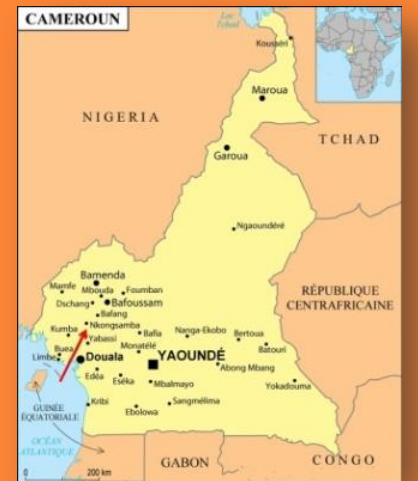 CAMEROUN
Lac
Tchad
Kousséri
Maroua
NIGERIA
TCHAD
Garoua
Ngaoundéré
Bamenda
Mamfe
Mbouda
Foumban
Dschang
Bafoussam
Bafang
RÉPUBLIQUE
CENTRAFRICAINE
Kumba
Nkongsamba
Bafia
Nanga-Ekobo
Bertoua
Yabassi
Buea
Monatélé
Batouri
Limbe
Douala
YAOUNDÉ
Abong Mbang
Edéa
Eséka
Mbalmayo
Yokadouma
Kribi
Sangmélima
Ebolowa
GUINÉE
ÉQUATORIALE
OCÉAN
ATLANTIQUE
GABON
CONGO
0
200 km